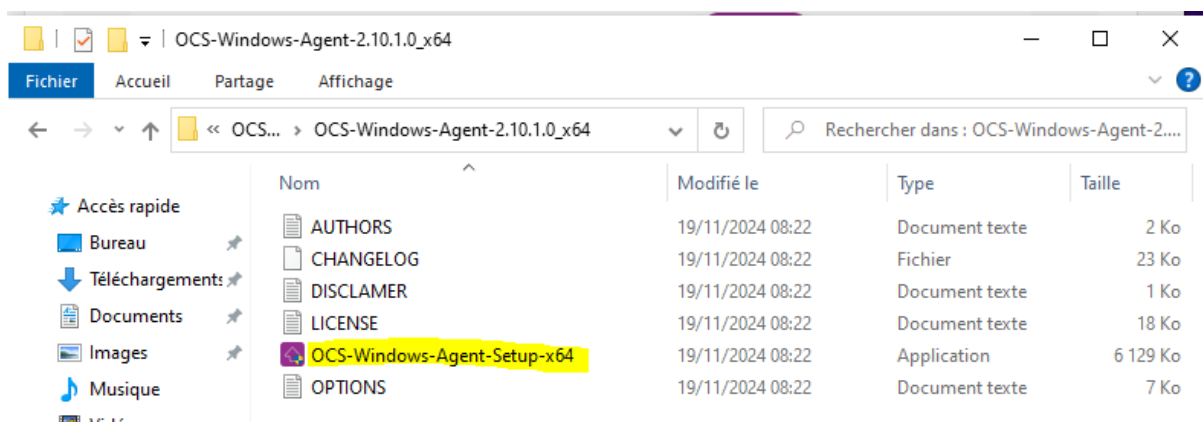 OCS-Windows-Agent-2.10.1.0_x64
Fichier Accueil Partage Affichage
« OCS... › OCS-Windows-Agent-2.10.1.0_x64 Rechercher dans : OCS-Windows-Agent-2....
Nom Modifié le Type Taille
Accès rapide
Bureau
Téléchargements
Documents
Images
Musique
AUTHORS 19/11/2024 08:22 Document texte 2 Ko
CHANGELOG 19/11/2024 08:22 Fichier 23 Ko
DISCLAMER 19/11/2024 08:22 Document texte 1 Ko
LICENSE 19/11/2024 08:22 Document texte 18 Ko
OCS-Windows-Agent-Setup-x64 19/11/2024 08:22 Application 6 129 Ko
OPTIONS 19/11/2024 08:22 Document texte 7 Ko